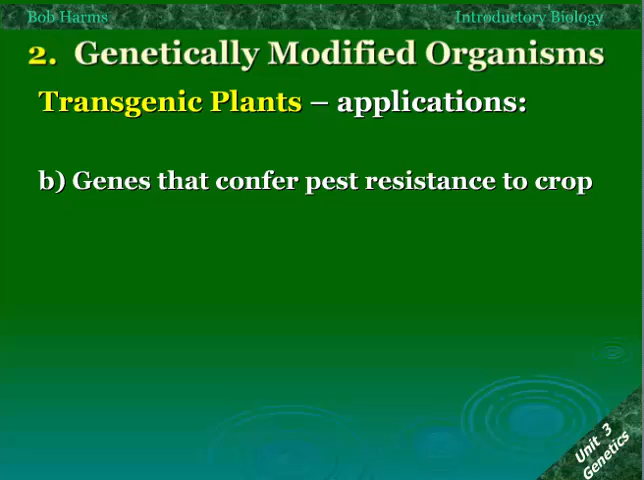 Bob Harms Introductory Biology
2. Genetically Modified Organisms
Transgenic Plants – applications:
b) Genes that confer pest resistance to crop
Unit 3
Genetics